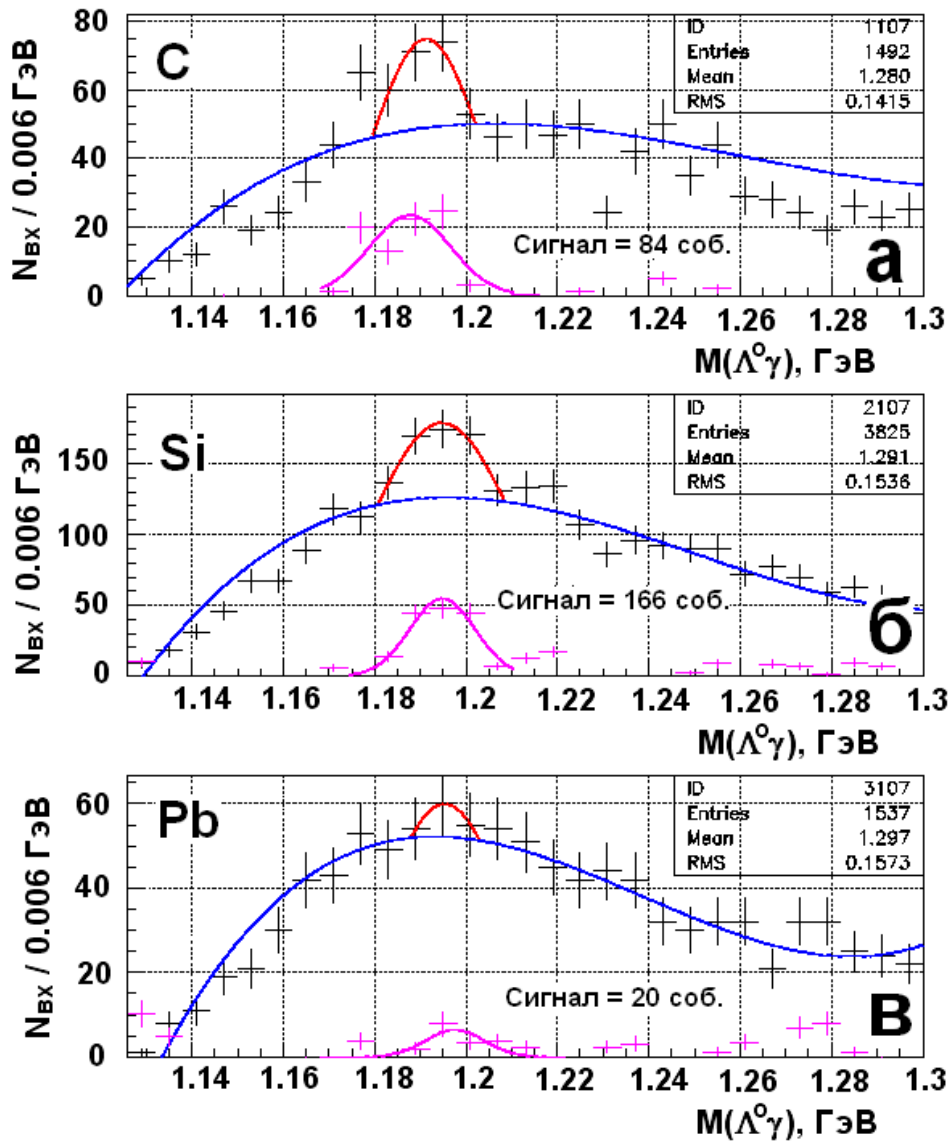 C
ID 1107
Entries 1492
Mean 1.280
RMS 0.1415
Nвх / 0.006 ГэВ
80
60
40
20
0
Сигнал = 84 соб.
а
1.14 1.16 1.18 1.2 1.22 1.24 1.26 1.28 1.3
M(Λ⁰γ), ГэВ
Si
ID 2107
Entries 3825
Mean 1.291
RMS 0.1536
Nвх / 0.006 ГэВ
150
100
50
0
Сигнал = 166 соб.
б
1.14 1.16 1.18 1.2 1.22 1.24 1.26 1.28 1.3
M(Λ⁰γ), ГэВ
Pb
ID 3107
Entries 1537
Mean 1.297
RMS 0.1573
Nвх / 0.006 ГэВ
60
40
20
0
Сигнал = 20 соб.
В
1.14 1.16 1.18 1.2 1.22 1.24 1.26 1.28 1.3
M(Λ⁰γ), ГэВ